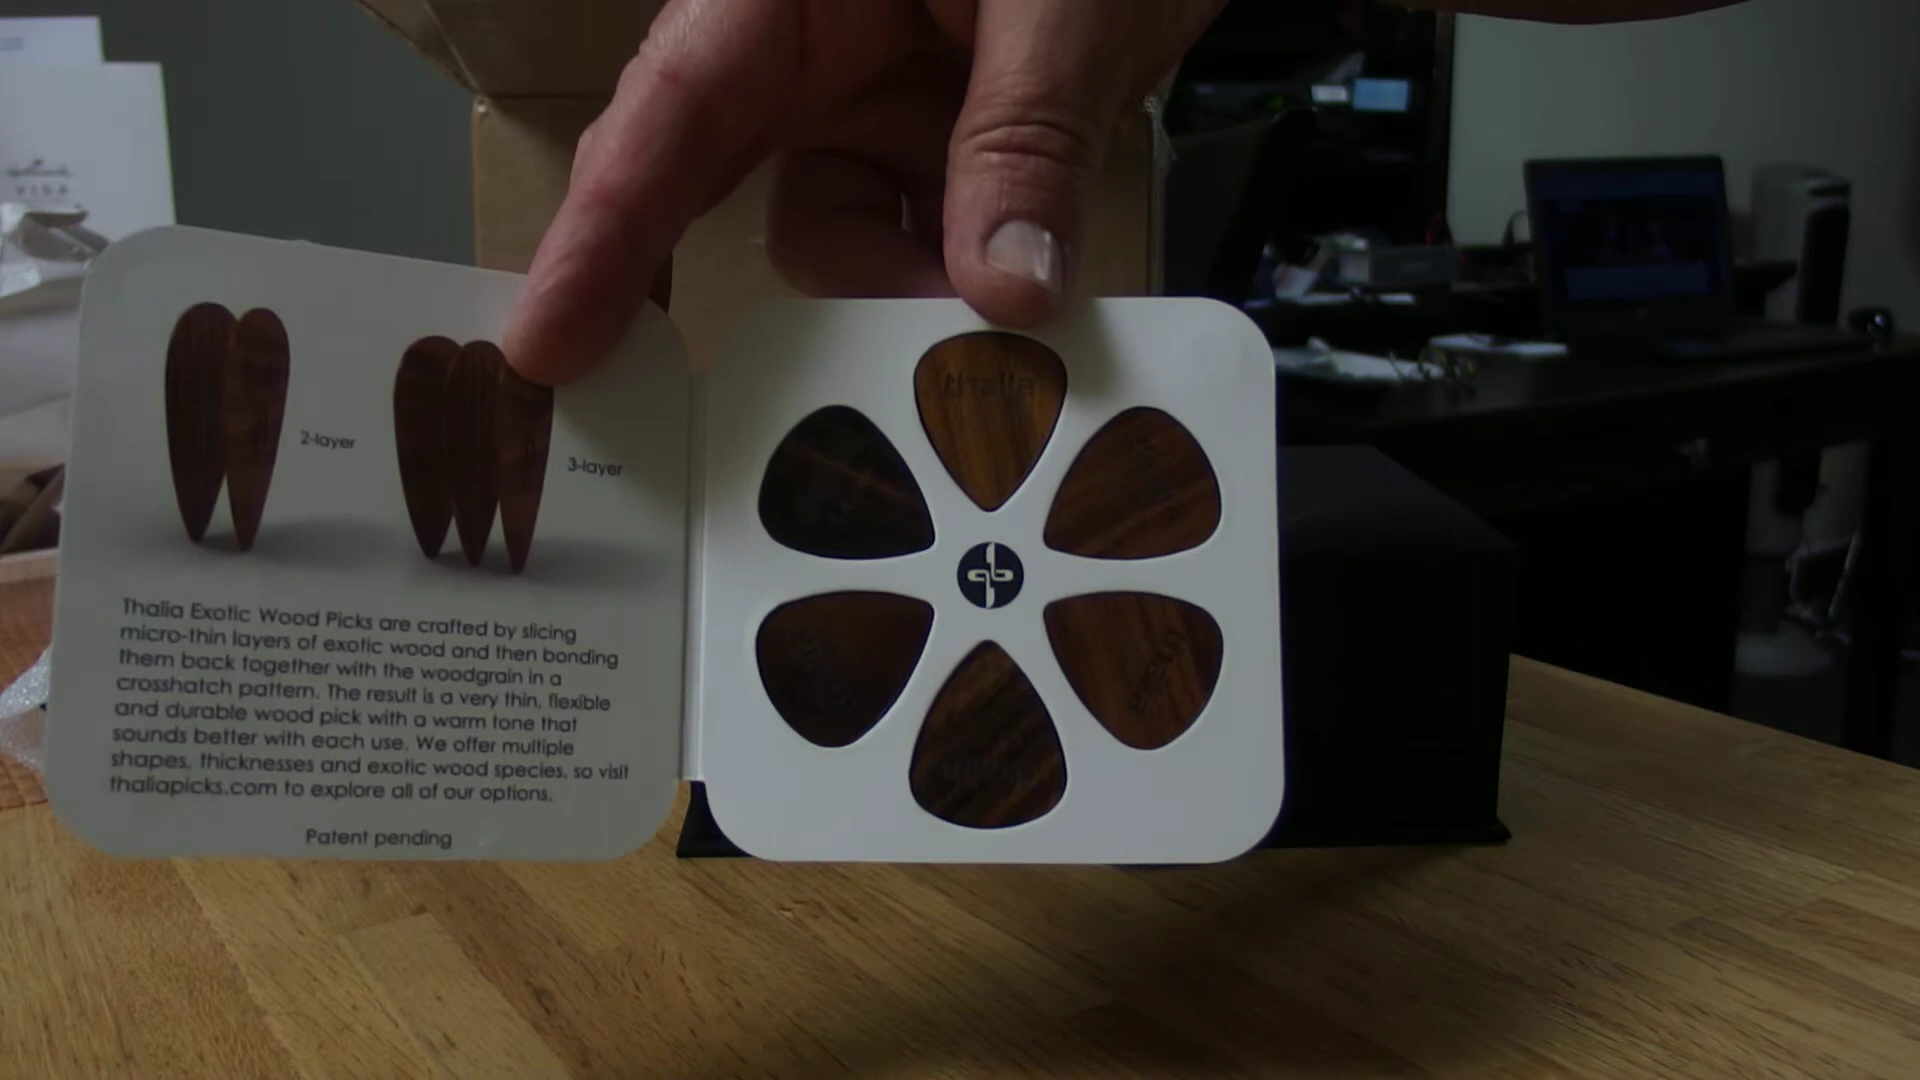 VIDA
2-layer
3-layer
Thalia Exotic Wood Picks are crafted by slicing
micro-thin layers of exotic wood and then bonding
them back together with the woodgrain in a
crosshatch pattern. The result is a very thin, flexible
and durable wood pick with a warm tone that
sounds better with each use. We offer multiple
shapes, thicknesses and exotic wood species, so visit
thaliapicks.com to explore all of our options.
Patent pending
thalia